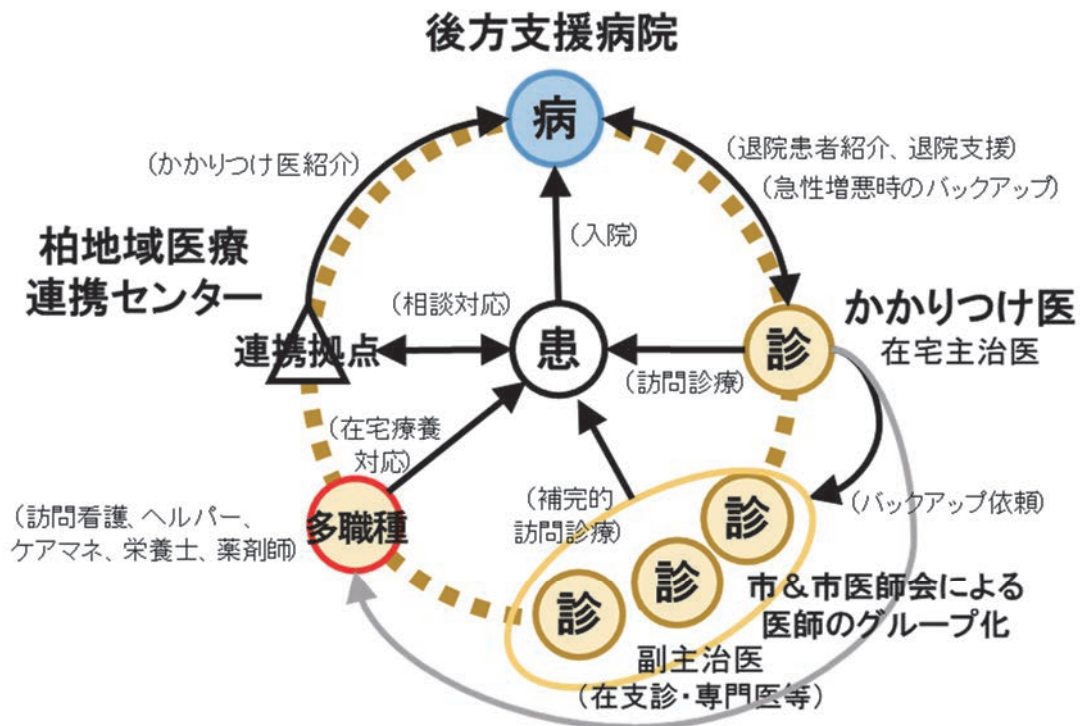 後方支援病院
病
(かかりつけ医紹介)
(退院患者紹介、退院支援)
(急性増悪時のバックアップ)
(入院)
柏地域医療
連携センター
(相談対応)
連携拠点
患
診
かかりつけ医
在宅主治医
(訪問診療)
(在宅療養
対応)
(訪問看護、ヘルパー、
ケアマネ、栄養士、薬剤師)
多職種
(補完的
訪問診療)
(バックアップ依頼)
診
診
診
市&市医師会による
医師のグループ化
副主治医
(在支診・専門医等)